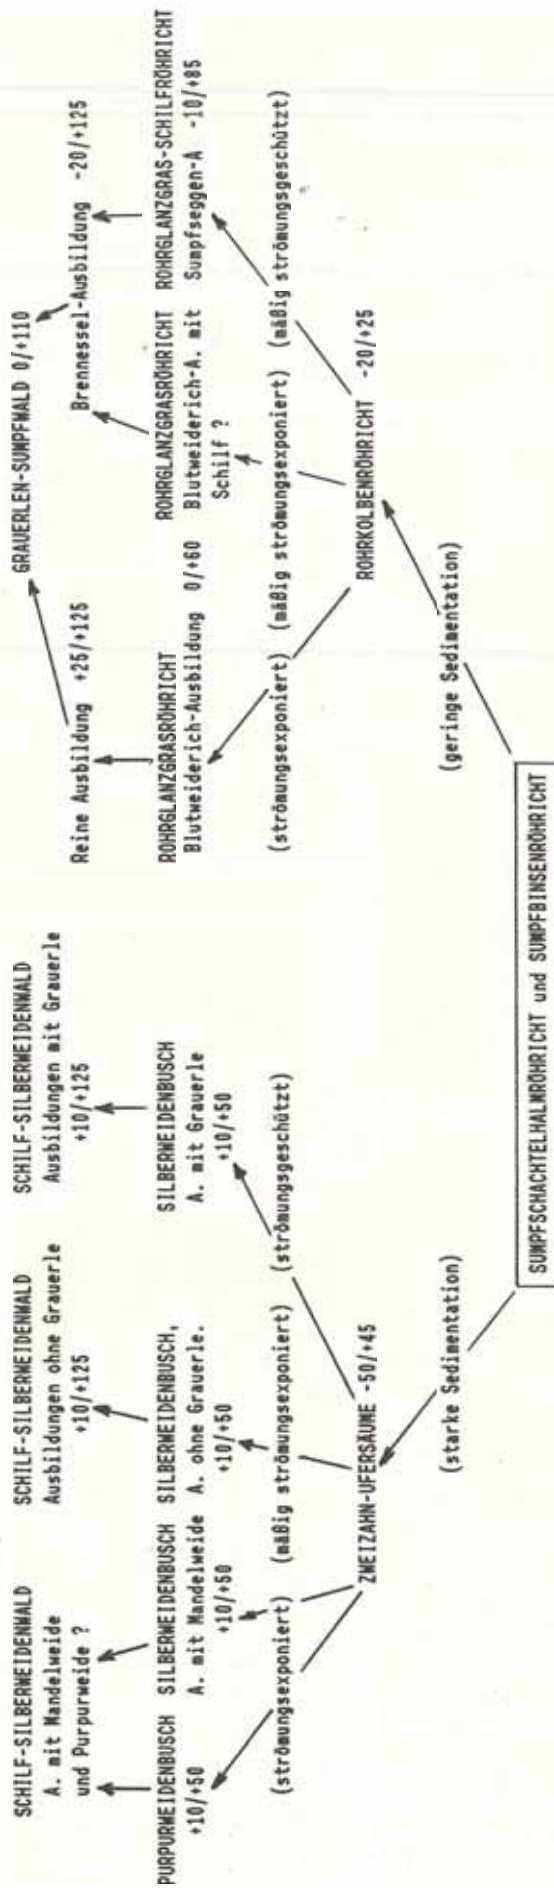 SCHILF-SILBERWEIDENWALD
A. mit Mandelweide
und Purpurweide ?
SCHILF-SILBERWEIDENWALD
Ausbildungen ohne Grauerle
+10/+125
SCHILF-SILBERWEIDENWALD
Ausbildungen mit Grauerle
+10/+125
GRAUERLEN-SUMPFWALD 0/+110
Reine Ausbildung +25/+125
Brennessel-Ausbildung -20/+125
PURPURWEIDENBUSCH
+10/+50
SILBERWEIDENBUSCH
A. mit Mandelweide
+10/+50
SILBERWEIDENBUSCH,
A. ohne Grauerle.
+10/+50
SILBERWEIDENBUSCH
A. mit Grauerle
+10/+50
ROHRGLANZGRASRÖHRICHT
Blutweiderich-Ausbildung 0/+60
ROHRGLANZGRASRÖHRICHT
Blutweiderich-A. mit
Schilf ?
ROHRGLANZGRAS-SCHILFRÖHRICHT
Sumpfseggen-A -10/+85
(strömungsexponiert) (mäßig strömungsexponiert) (strömungsgeschützt)
(strömungsexponiert) (mäßig strömungsexponiert) (mäßig strömungsgeschützt)
ZWEIZAHN-UFERSÄUME -50/+45
ROHRKOLBENRÖHRICHT -20/+25
(starke Sedimentation)
(geringe Sedimentation)
SUMPFSCHACHTELHALMRÖHRICHT und SUMPFBINSENRÖHRICHT